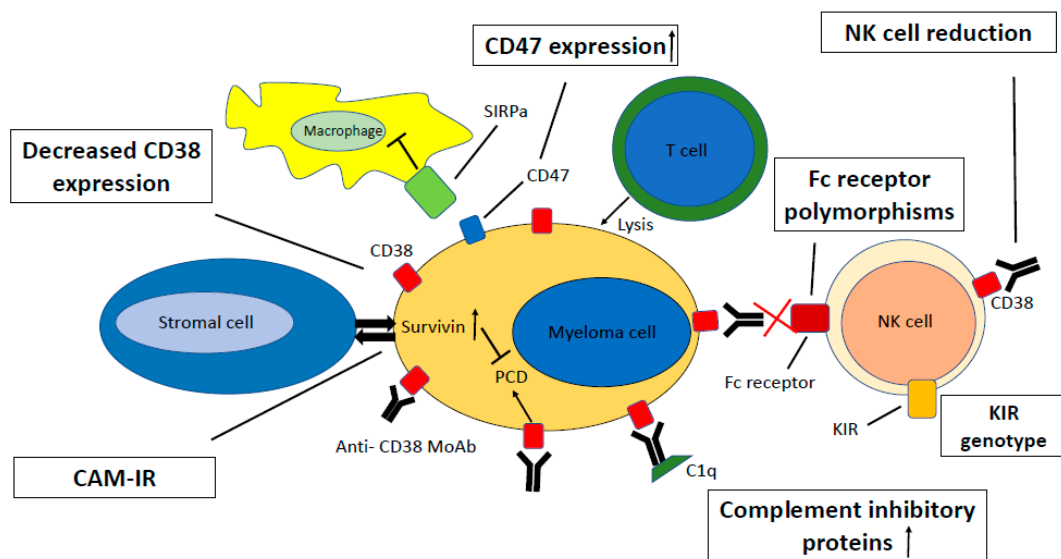 CD47 expression
NK cell reduction
Macrophage
SIRPa
Decreased CD38
expression
T cell
CD47
Fc receptor
polymorphisms
Lysis
CD38
CD38
Stromal cell
Survivin
Myeloma cell
NK cell
PCD
Fc receptor
KIR
KIR
genotype
Anti- CD38 MoAb
C1q
CAM-IR
Complement inhibitory
proteins